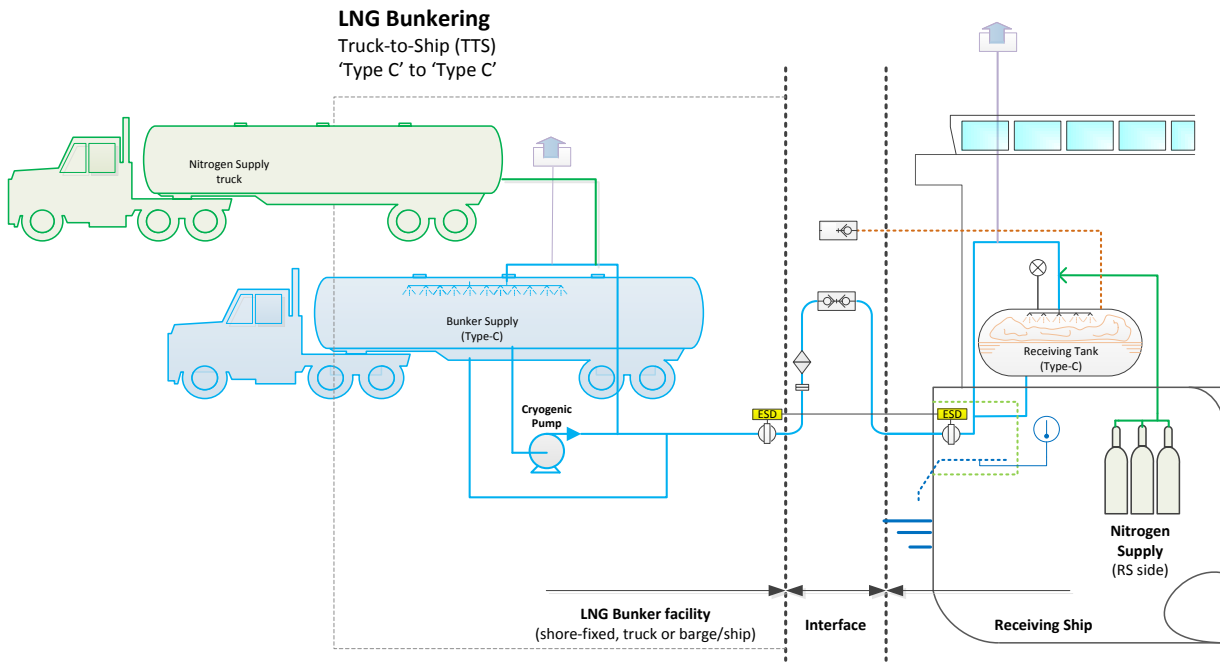 LNG Bunkering
Truck-to-Ship (TTS)
‘Type C’ to ‘Type C’
Nitrogen Supply
truck
Bunker Supply
(Type-C)
Cryogenic
Pump
ESD
ESD
Receiving Tank
(Type-C)
Nitrogen
Supply
(RS side)
LNG Bunker facility
(shore-fixed, truck or barge/ship)
Interface
Receiving Ship